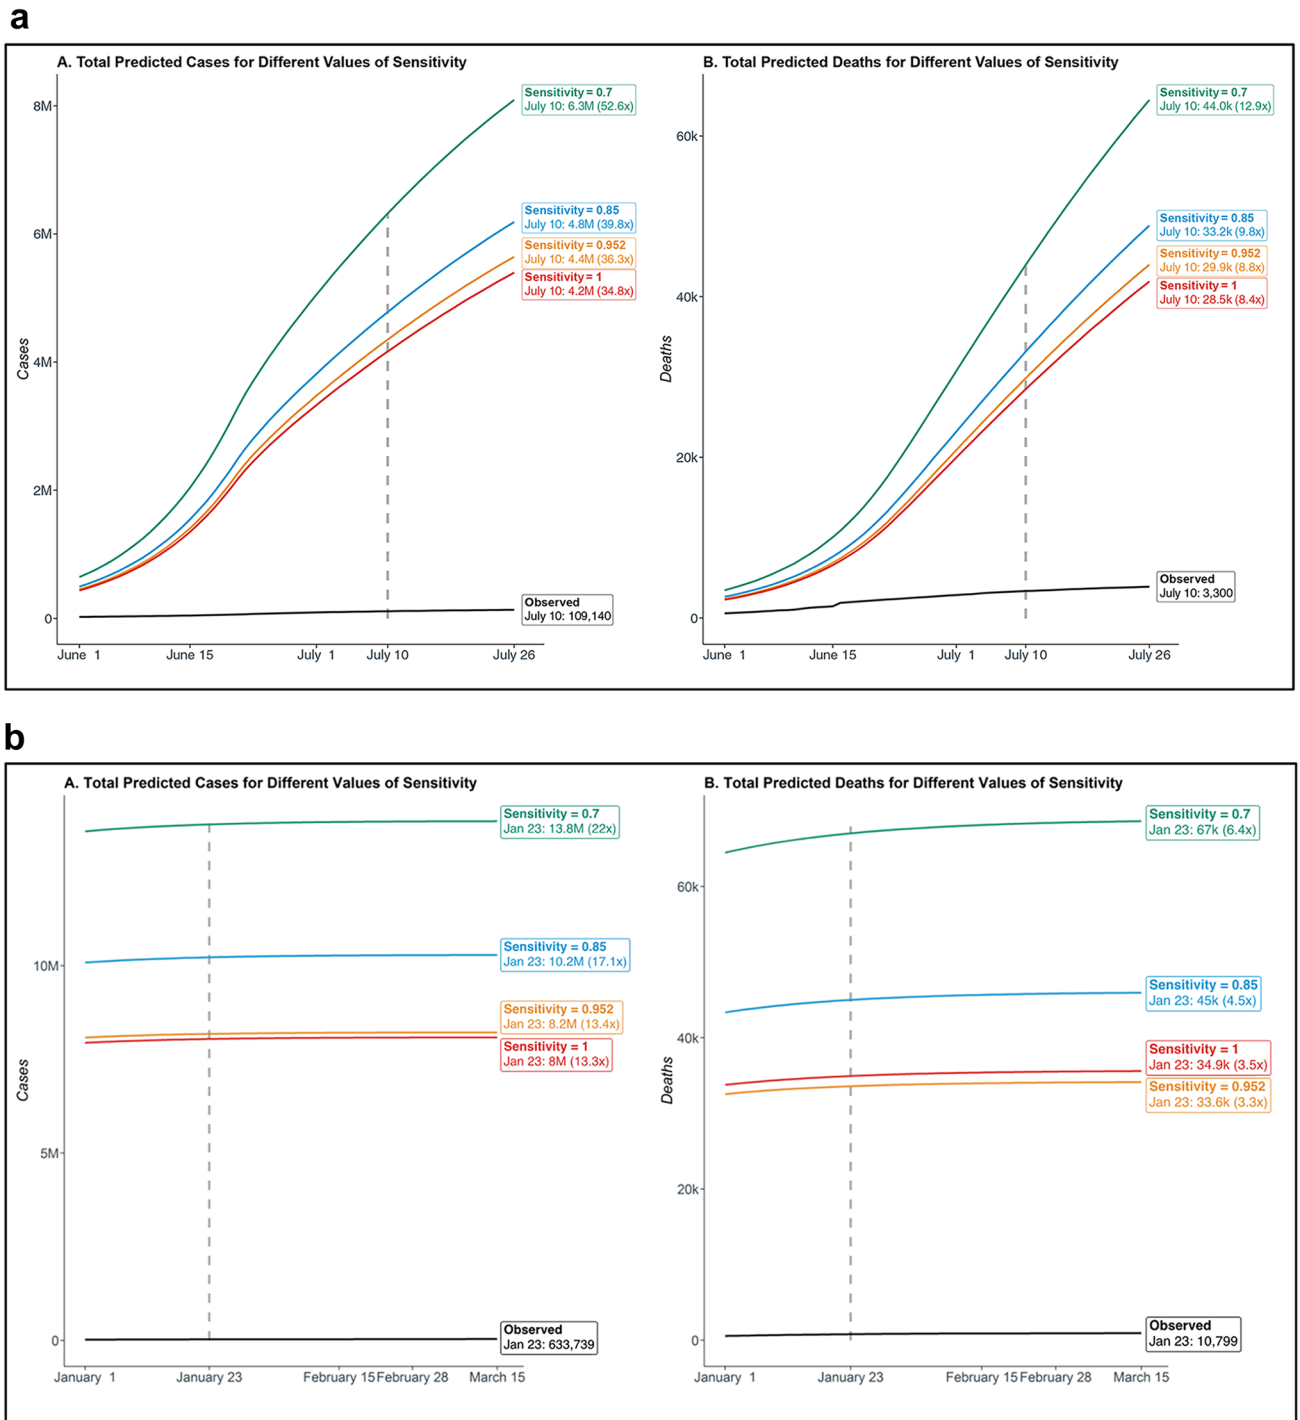 a
A. Total Predicted Cases for Different Values of Sensitivity
Cases
8M
6M
4M
2M
0
Sensitivity = 0.7
July 10: 6.3M (52.6x)
Sensitivity = 0.85
July 10: 4.8M (39.8x)
Sensitivity = 0.952
July 10: 4.4M (36.3x)
Sensitivity = 1
July 10: 4.2M (34.8x)
Observed
July 10: 109,140
June 1 June 15 July 1 July 10 July 26
B. Total Predicted Deaths for Different Values of Sensitivity
Deaths
60k
40k
20k
0
Sensitivity = 0.7
July 10: 44.0k (12.9x)
Sensitivity = 0.85
July 10: 33.2k (9.8x)
Sensitivity = 0.952
July 10: 29.9k (8.8x)
Sensitivity = 1
July 10: 28.5k (8.4x)
Observed
July 10: 3,300
June 1 June 15 July 1 July 10 July 26
b
A. Total Predicted Cases for Different Values of Sensitivity
Cases
10M
5M
0
Sensitivity = 0.7
Jan 23: 13.8M (22x)
Sensitivity = 0.85
Jan 23: 10.2M (17.1x)
Sensitivity = 0.952
Jan 23: 8.2M (13.4x)
Sensitivity = 1
Jan 23: 8M (13.3x)
Observed
Jan 23: 633,739
January 1 January 23 February 15 February 28 March 15
B. Total Predicted Deaths for Different Values of Sensitivity
Deaths
60k
40k
20k
0
Sensitivity = 0.7
Jan 23: 67k (6.4x)
Sensitivity = 0.85
Jan 23: 45k (4.5x)
Sensitivity = 1
Jan 23: 34.9k (3.5x)
Sensitivity = 0.952
Jan 23: 33.6k (3.3x)
Observed
Jan 23: 10,799
January 1 January 23 February 15 February 28 March 15